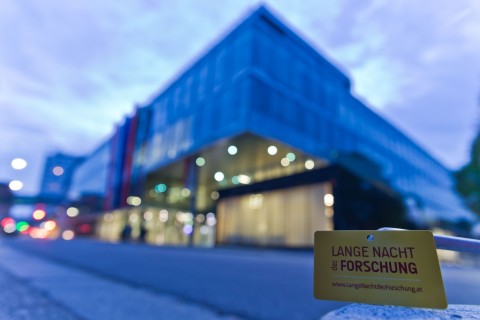 LANGE NACHT
der FORSCHUNG
www.LangeNachtDerForschung.at